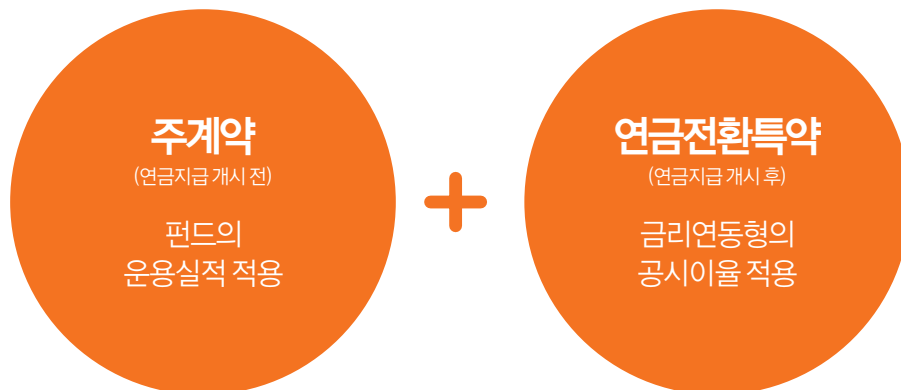 주계약
(연금지급 개시 전)
펀드의
운용실적 적용
연금전환특약
(연금지급 개시 후)
금리연동형의
공시이율 적용